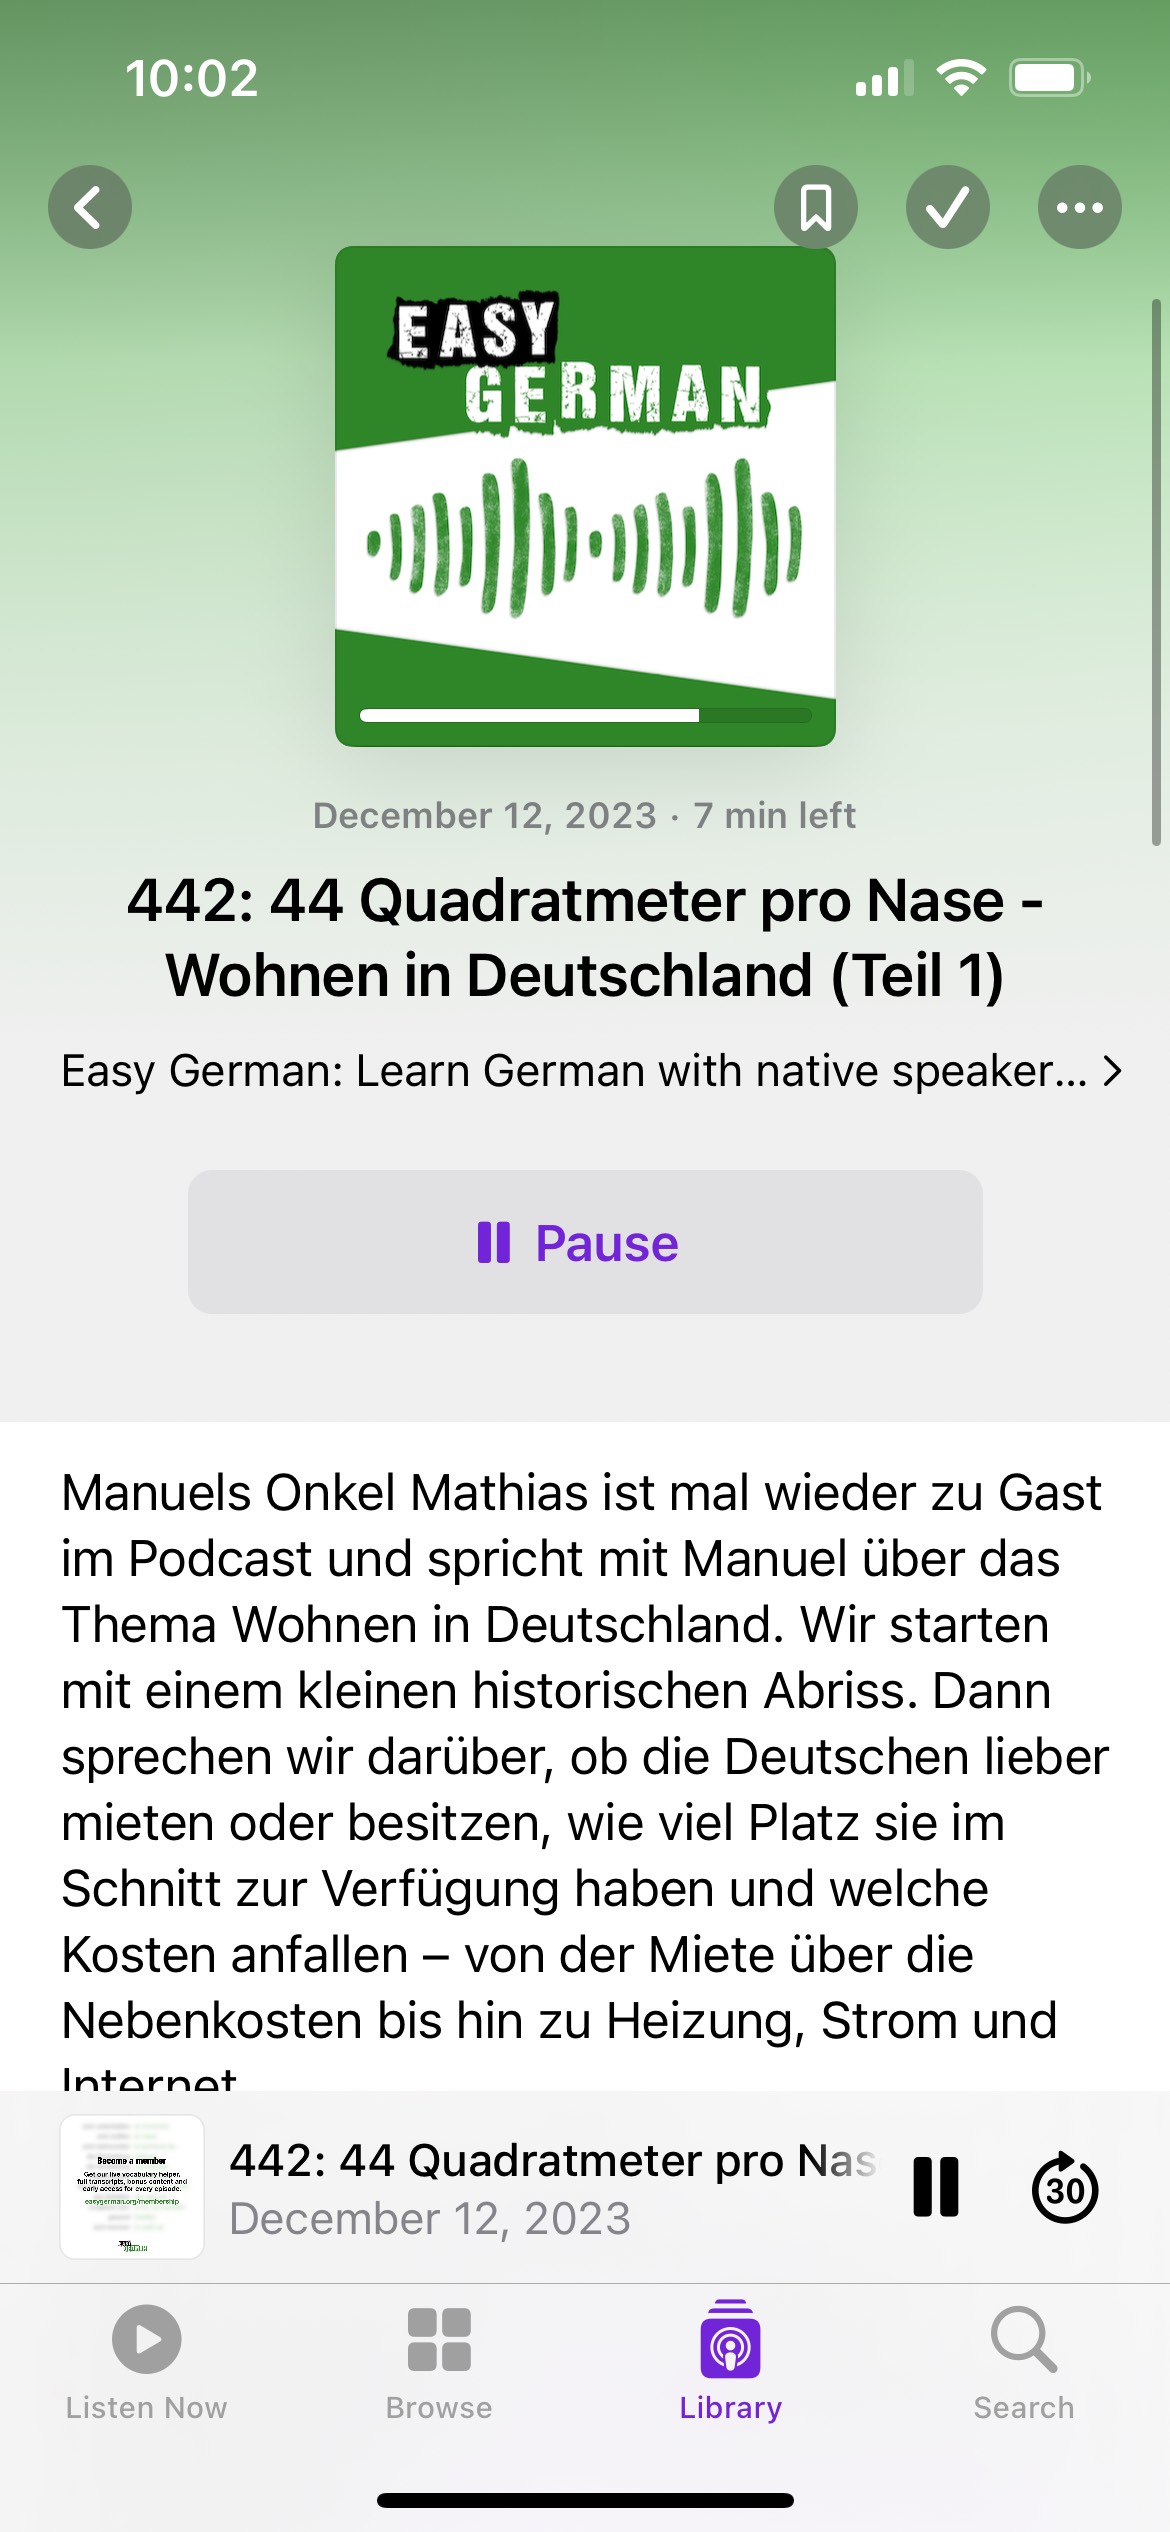 10:02
EASY
GERMAN
December 12, 2023 · 7 min left
442: 44 Quadratmeter pro Nase -
Wohnen in Deutschland (Teil 1)
Easy German: Learn German with native speaker...
Pause
Manuels Onkel Mathias ist mal wieder zu Gast
im Podcast und spricht mit Manuel über das
Thema Wohnen in Deutschland. Wir starten
mit einem kleinen historischen Abriss. Dann
sprechen wir darüber, ob die Deutschen lieber
mieten oder besitzen, wie viel Platz sie im
Schnitt zur Verfügung haben und welche
Kosten anfallen – von der Miete über die
Nebenkosten bis hin zu Heizung, Strom und
Internet
Become a member
Get our live vocabulary helper,
full transcripts, bonus content and
early access for every episode.
easygerman.org/membership
442: 44 Quadratmeter pro Nas
December 12, 2023
30
Listen Now
Browse
Library
Search